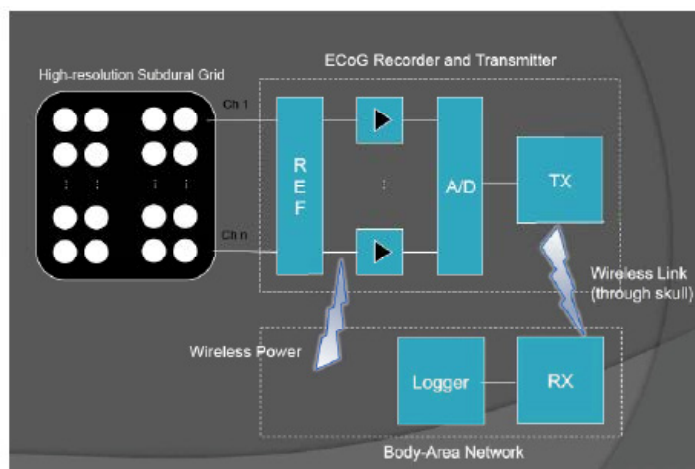 ECoG Recorder and Transmitter
High-resolution Subdural Grid
Ch 1
REF
A/D
TX
Ch n
Wireless Link
(through skull)
Wireless Power
Logger
RX
Body-Area Network